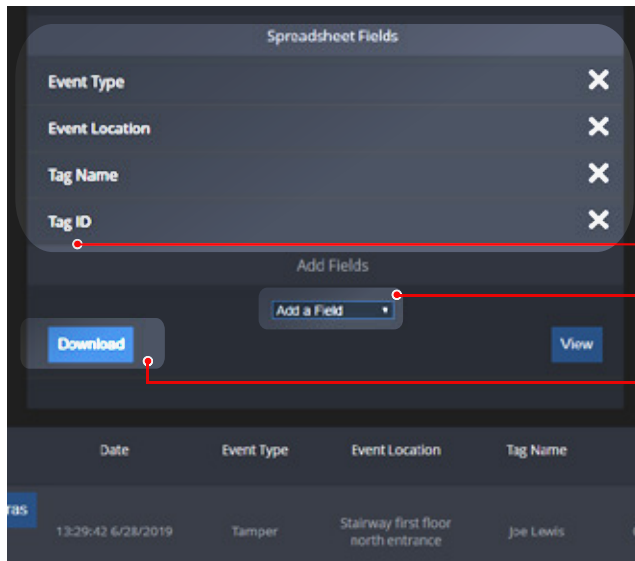 Spreadsheet Fields
Event Type
Event Location
Tag Name
Tag ID
Add Fields
Add a Field
Download
View
Date Event Type Event Location Tag Name
ras
13:29:42 6/28/2019 Tamper Stairway first floor north entrance Joe Lewis